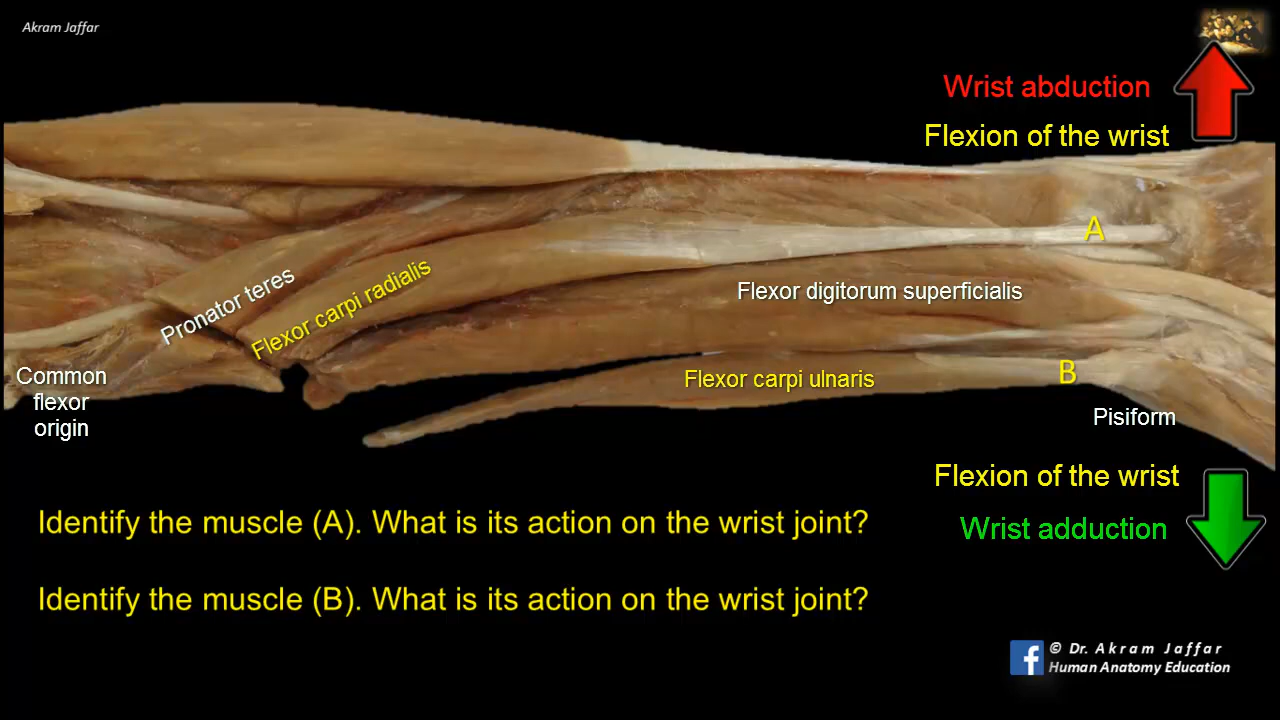 Akram Jaffar
Wrist abduction
Flexion of the wrist
A
Pronator teres
Flexor carpi radialis
Flexor digitorum superficialis
Common
flexor
origin
Flexor carpi ulnaris
B
Pisiform
Flexion of the wrist
Wrist adduction
Identify the muscle (A). What is its action on the wrist joint?
Identify the muscle (B). What is its action on the wrist joint?
f
© Dr. Akram Jaffar
Human Anatomy Education